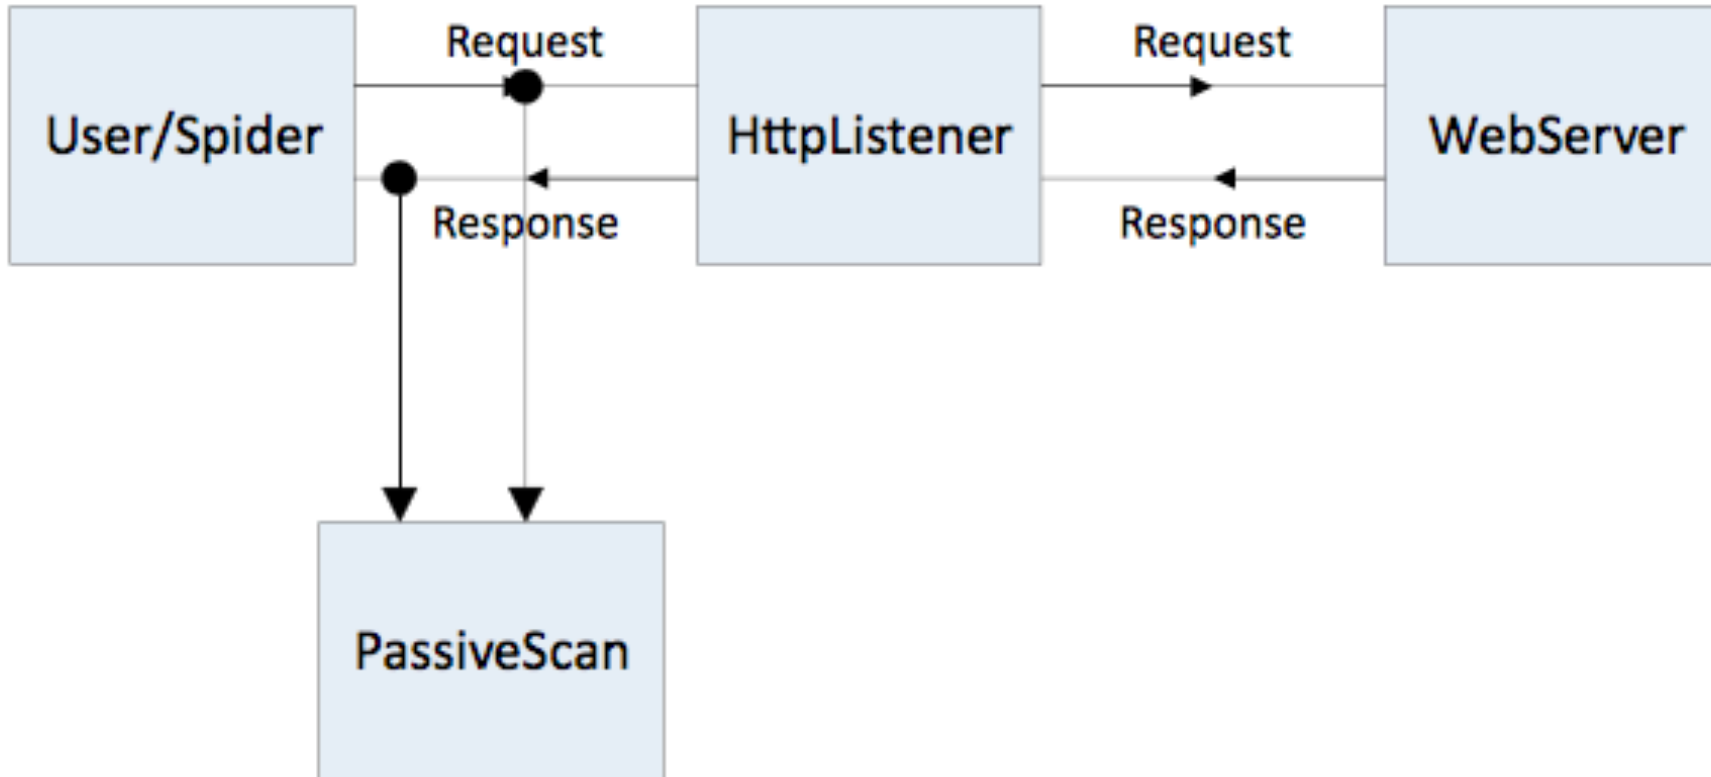 Request
Request
User/Spider
HttpListener
WebServer
Response
Response
PassiveScan